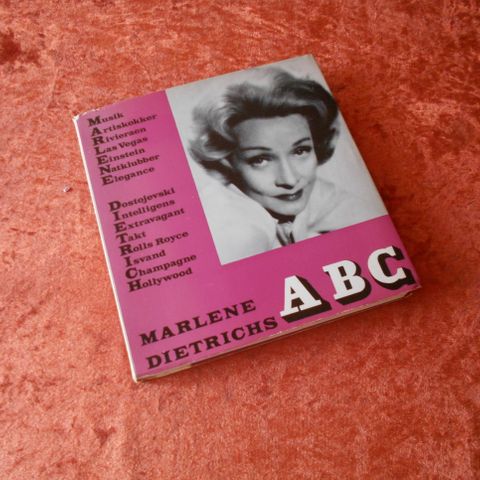 Musik
Artiskokker
Rivieraen
Las Vegas
Einstein
Natklubber
Elegance
Dostojevski
Intelligens
Extravagant
Takt
Rolls Royce
Isvand
Champagne
Hollywood
MARLENE
DIETRICHS ABC